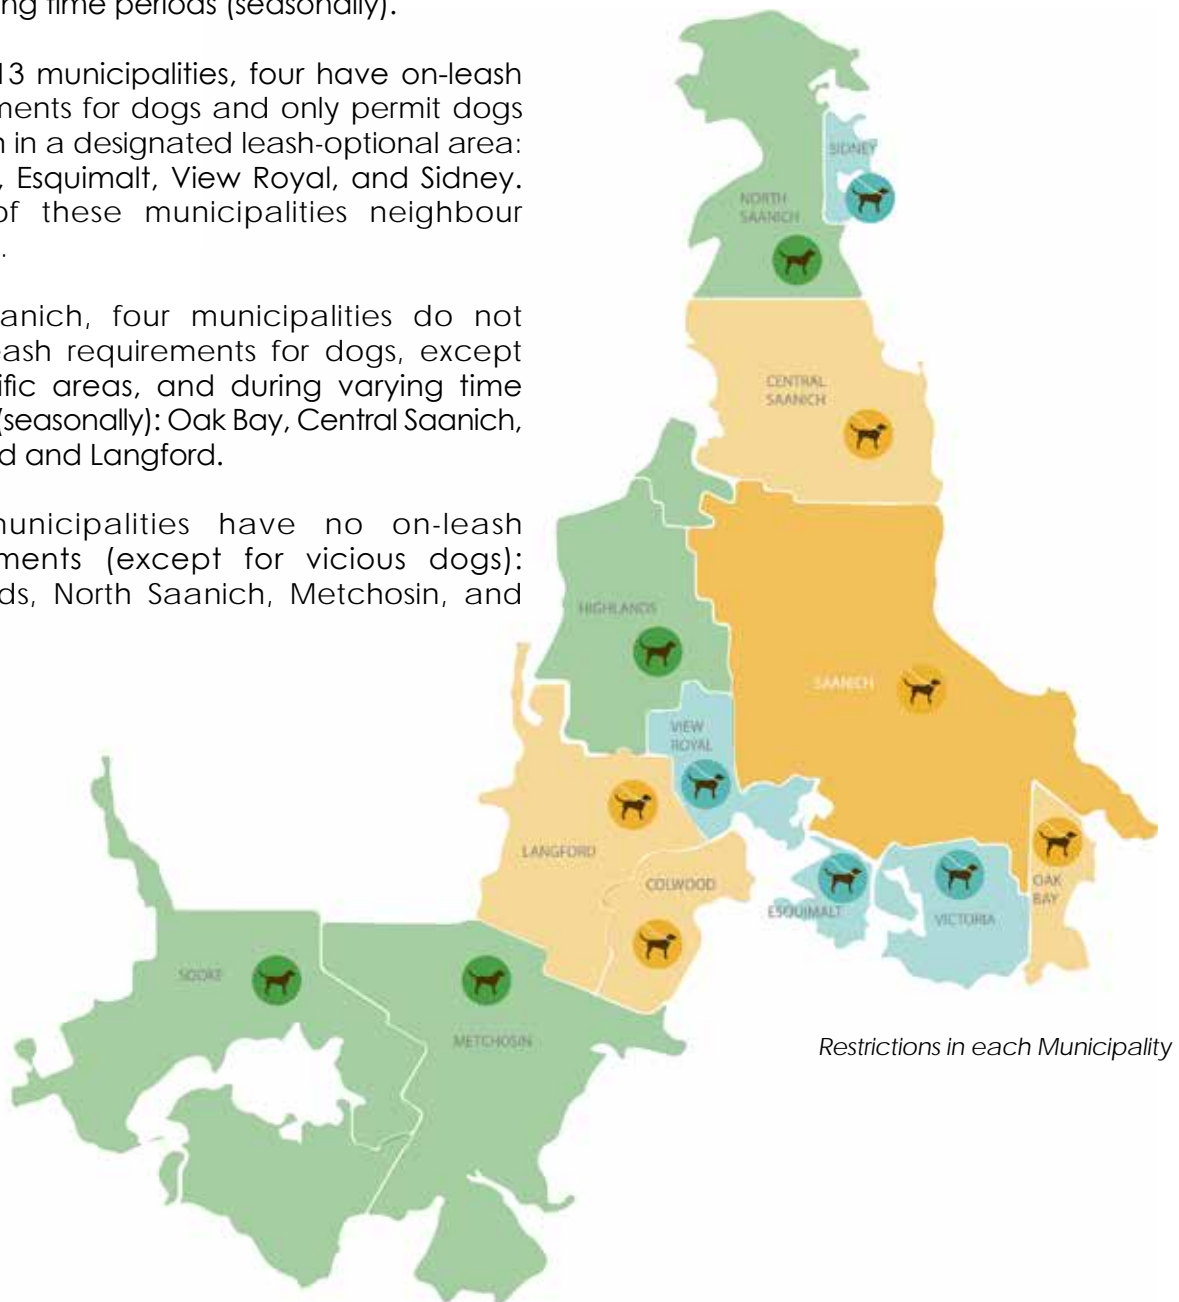 ng time periods (seasonally).
13 municipalities, four have on-leash
ments for dogs and only permit dogs
in a designated leash-optional area:
, Esquimalt, View Royal, and Sidney.
of these municipalities neighbour
.
anich, four municipalities do not
ash requirements for dogs, except
ific areas, and during varying time
(seasonally): Oak Bay, Central Saanich,
d and Langford.
municipalities have no on-leash
ments (except for vicious dogs):
ds, North Saanich, Metchosin, and
SIDNEY
NORTH
SAANICH
CENTRAL
SAANICH
HIGHLANDS
SAANICH
VIEW
ROYAL
LANGFORD
COLWOOD
OAK
BAY
ESQUIMALT
VICTORIA
SOOKE
METCHOSIN
Restrictions in each Municipality